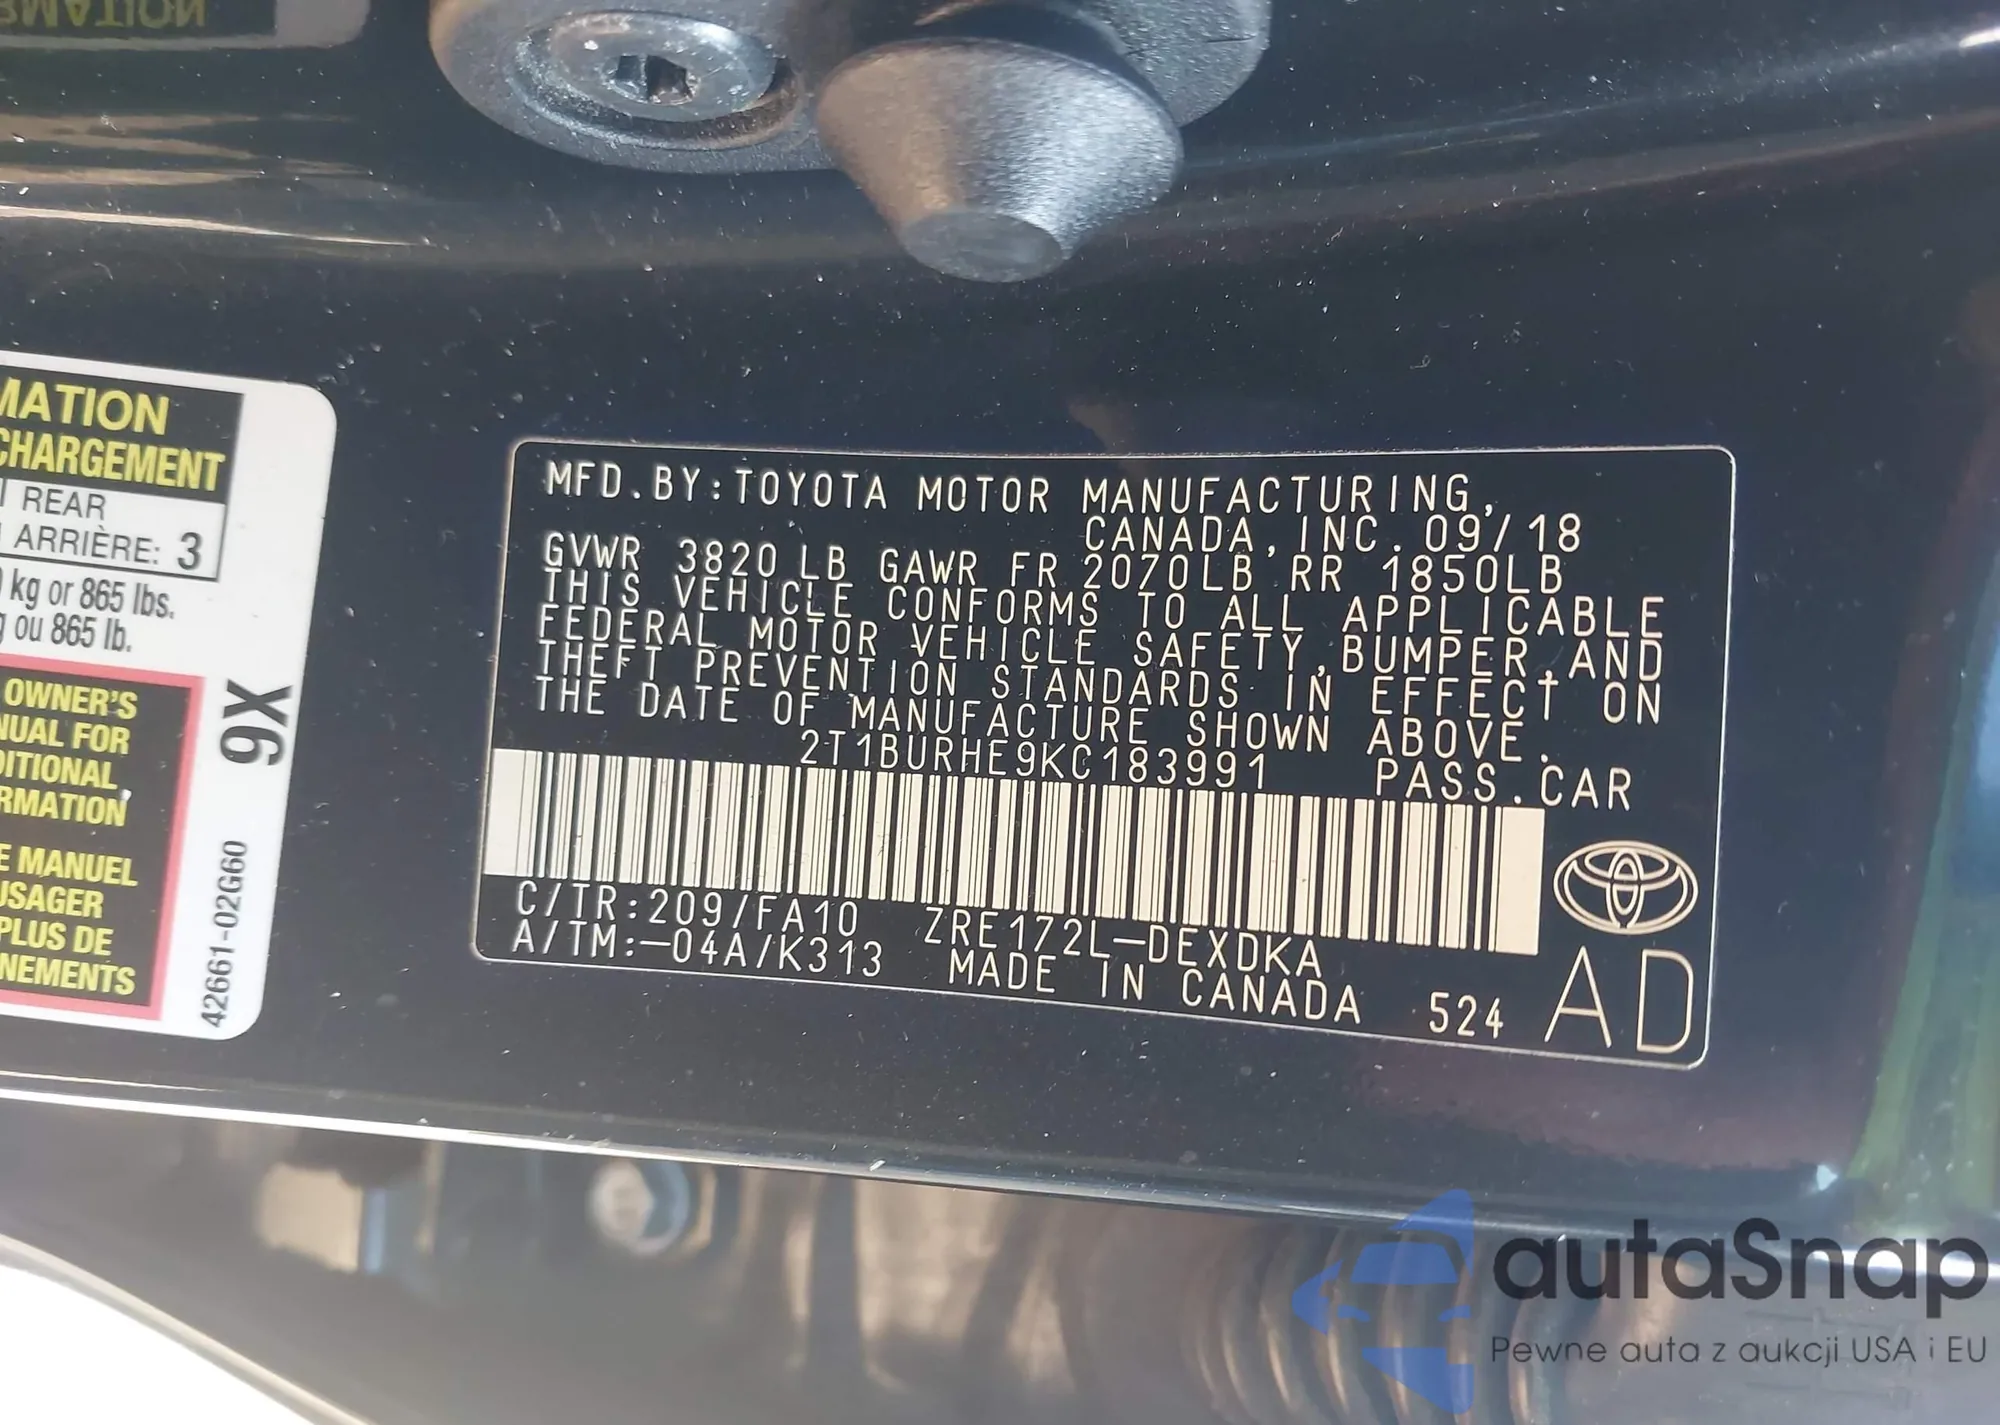 MATION
CHARGEMENT
REAR
ARRIÈRE: 3
kg or 865 lbs.
ou 865 lb.
OWNER'S
NUAL FOR
DITIONAL
RMATION
E MANUEL
USAGER
PLUS DE
NEMENTS
9X
42661-02G60
MFD.BY:TOYOTA MOTOR MANUFACTURING,
CANADA,INC.09/18
GVWR 3820LB GAWR FR 2070LB RR 1850LB
THIS VEHICLE CONFORMS TO ALL APPLICABLE
FEDERAL MOTOR VEHICLE SAFETY,BUMPER,AND
THEFT PREVENTION STANDARDS IN EFFECT ON
THE DATE OF MANUFACTURE SHOWN ABOVE.
2T1BURHE9KC183991 PASS.CAR
C/TR:209/FA10 ZRE172L-DEXDKA
A/TM:-04A/K313 MADE IN CANADA 524 AD
autaSnap
Pewne auta z aukcji USA i EU